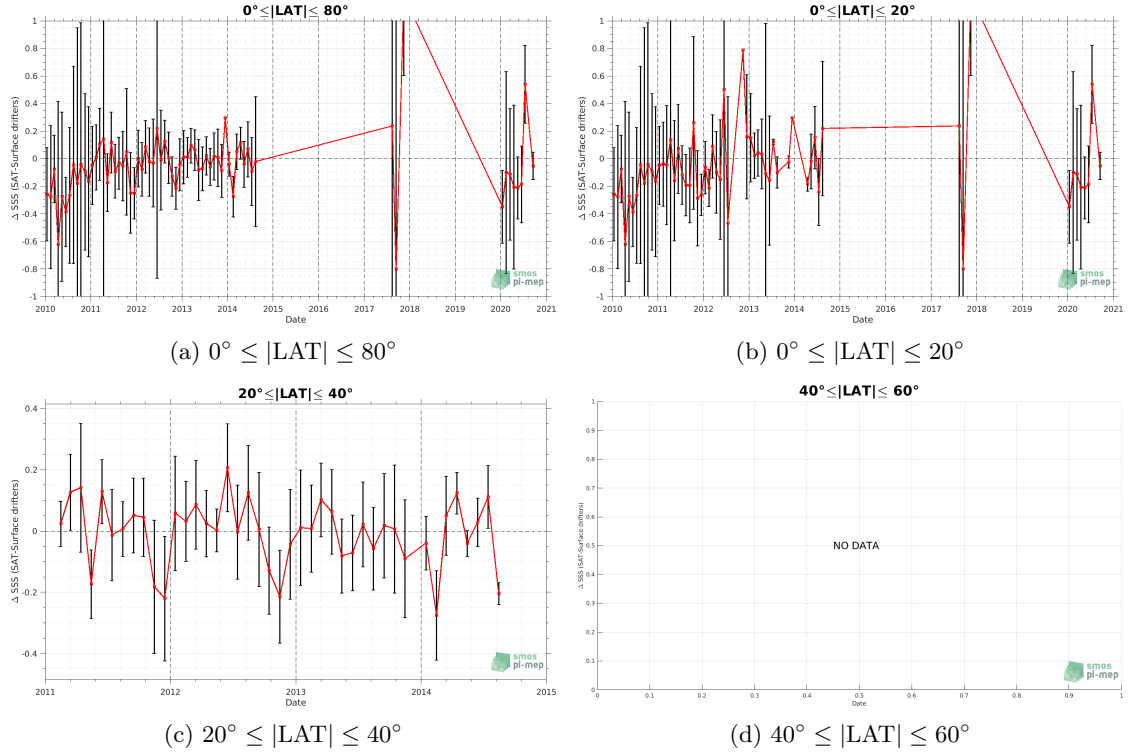 0°≤|LAT|≤ 80°
1
0.8
0.6
0.4
0.2
0
-0.2
-0.4
-0.6
-0.8
-1
Δ SSS (SAT-Surface drifters)
2010 2011 2012 2013 2014 2015 2016 2017 2018 2019 2020 2021
Date
smos
pi-mep
(a) 0° ≤ |LAT| ≤ 80°
0°≤|LAT|≤ 20°
1
0.8
0.6
0.4
0.2
0
-0.2
-0.4
-0.6
-0.8
-1
Δ SSS (SAT-Surface drifters)
2010 2011 2012 2013 2014 2015 2016 2017 2018 2019 2020 2021
Date
smos
pi-mep
(b) 0° ≤ |LAT| ≤ 20°
20°≤|LAT|≤ 40°
0.4
0.2
0
-0.2
-0.4
Δ SSS (SAT-Surface drifters)
2011 2012 2013 2014 2015
Date
smos
pi-mep
(c) 20° ≤ |LAT| ≤ 40°
40°≤|LAT|≤ 60°
1
0.9
0.8
0.7
0.6
0.5
0.4
0.3
0.2
0.1
0
Δ SSS (SAT-Surface drifters)
NO DATA
0 0.1 0.2 0.3 0.4 0.5 0.6 0.7 0.8 0.9 1
Date
smos
pi-mep
(d) 40° ≤ |LAT| ≤ 60°